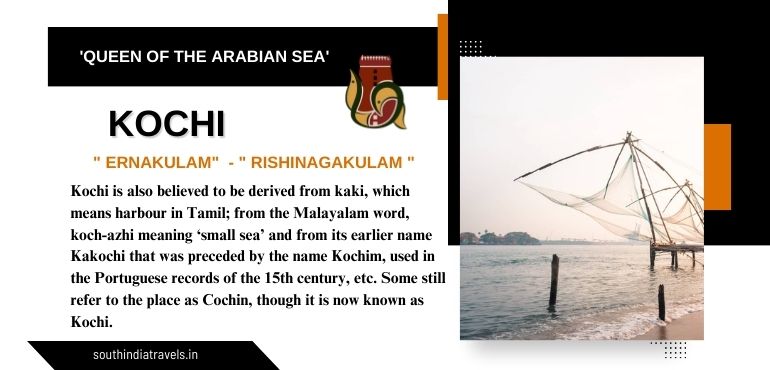 'QUEEN OF THE ARABIAN SEA'
KOCHI
" ERNAKULAM"  - " RISHINAGAKULAM "
Kochi is also believed to be derived from kaki, which
means harbour in Tamil; from the Malayalam word,
koch-azhi meaning ‘small sea’ and from its earlier name
Kakochi that was preceded by the name Kochim, used in
the Portuguese records of the 15th century, etc. Some still
refer to the place as Cochin, though it is now known as
Kochi.
southindiatravels.in